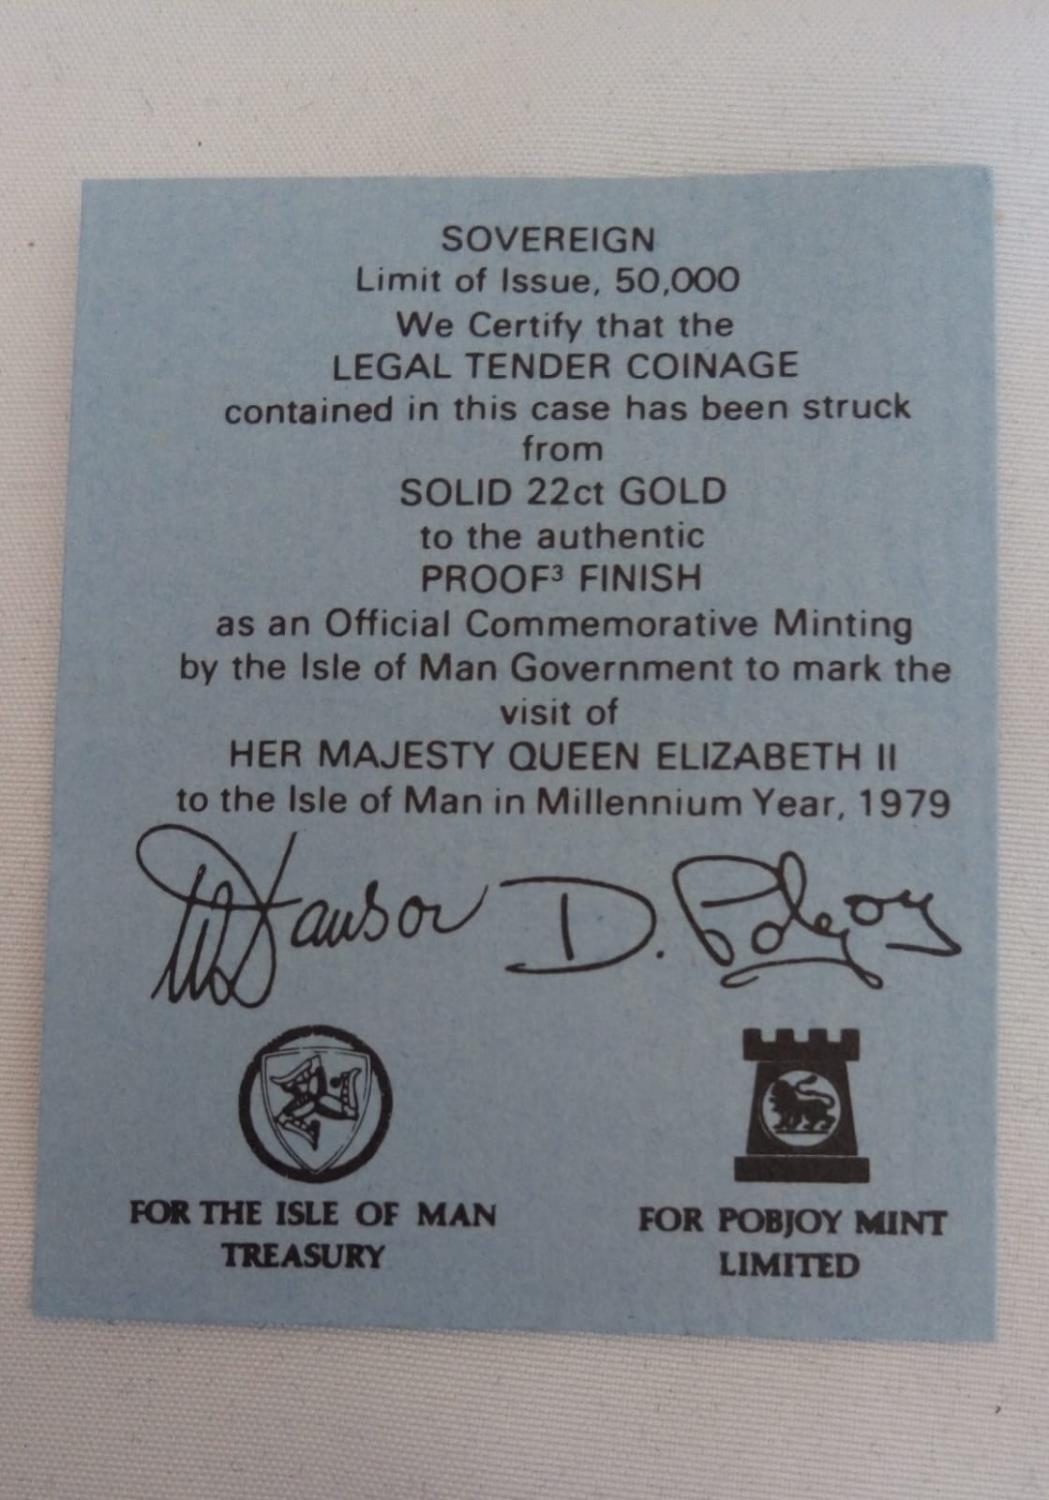 SOVEREIGN
Limit of Issue, 50,000
We Certify that the
LEGAL TENDER COINAGE
contained in this case has been struck
from
SOLID 22ct GOLD
to the authentic
PROOF³ FINISH
as an Official Commemorative Minting
by the Isle of Man Government to mark the
visit of
HER MAJESTY QUEEN ELIZABETH II
to the Isle of Man in Millennium Year, 1979
D. Pobjoy
FOR THE ISLE OF MAN
TREASURY
FOR POBJOY MINT
LIMITED